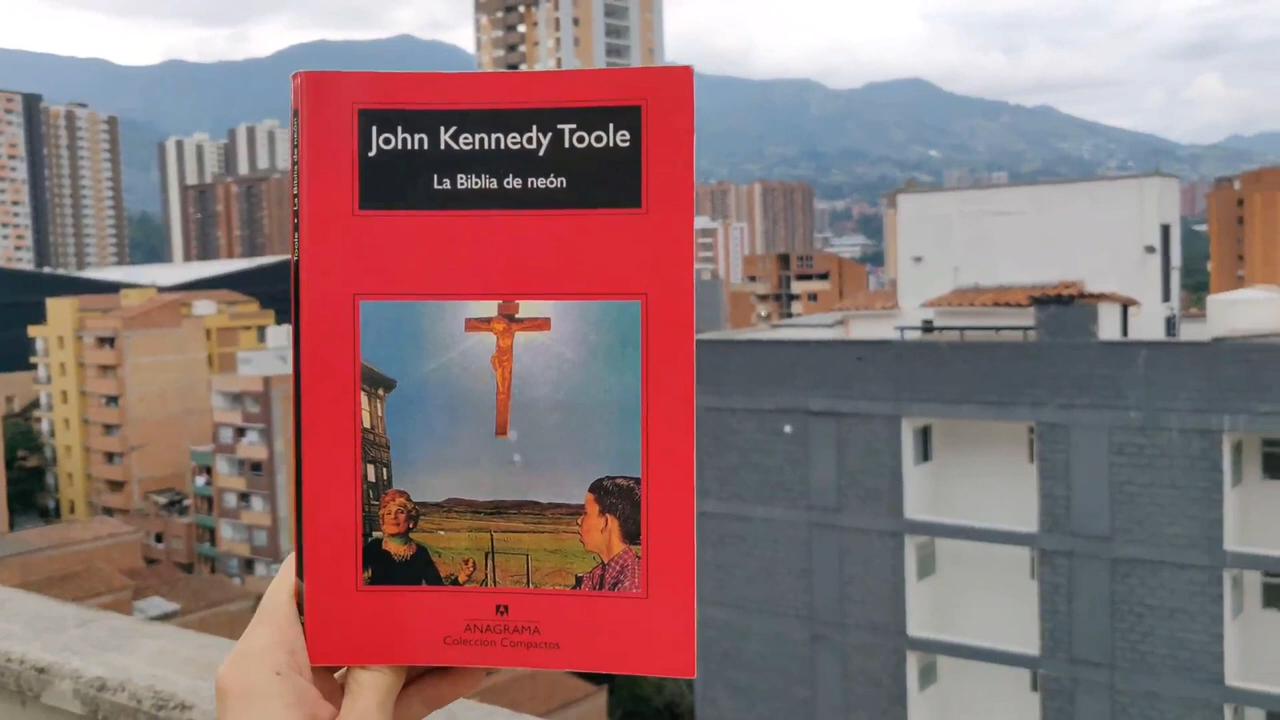 John Kennedy Toole
La Biblia de neón
ANAGRAMA
Colección Compactos
Toole • La Biblia de neón